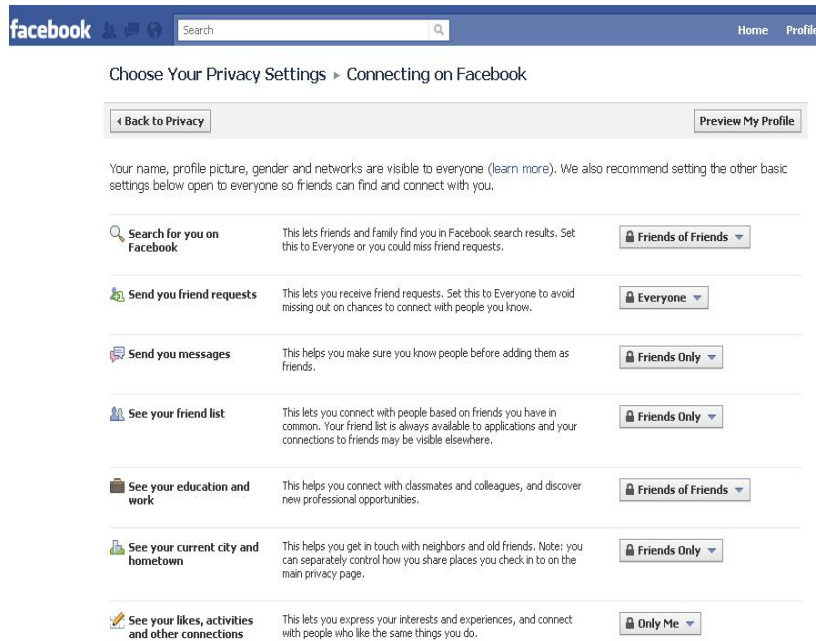 facebook
Search
Home Profile
Choose Your Privacy Settings ▸ Connecting on Facebook
Back to Privacy
Preview My Profile
Your name, profile picture, gender and networks are visible to everyone (learn more). We also recommend setting the other basic
settings below open to everyone so friends can find and connect with you.
Search for you on
Facebook
This lets friends and family find you in Facebook search results. Set
this to Everyone or you could miss friend requests.
Friends of Friends
Send you friend requests
This lets you receive friend requests. Set this to Everyone to avoid
missing out on chances to connect with people you know.
Everyone
Send you messages
This helps you make sure you know people before adding them as
friends.
Friends Only
See your friend list
This lets you connect with people based on friends you have in
common. Your friend list is always available to applications and your
connections to friends may be visible elsewhere.
Friends Only
See your education and
work
This helps you connect with classmates and colleagues, and discover
new professional opportunities.
Friends of Friends
See your current city and
hometown
This helps you get in touch with neighbors and old friends. Note: you
can separately control how you share places you check in to on the
main privacy page.
Friends Only
See your likes, activities
and other connections
This lets you express your interests and experiences, and connect
with people who like the same things you do.
Only Me